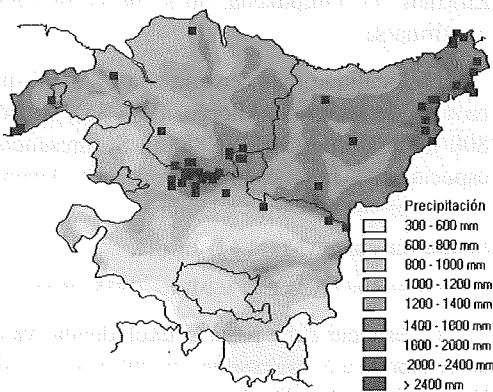 Precipitación
300 - 600 mm
600 - 800 mm
800 - 1000 mm
1000 - 1200 mm
1200 - 1400 mm
1400 - 1600 mm
1600 - 2000 mm
2000 - 2400 mm
> 2400 mm